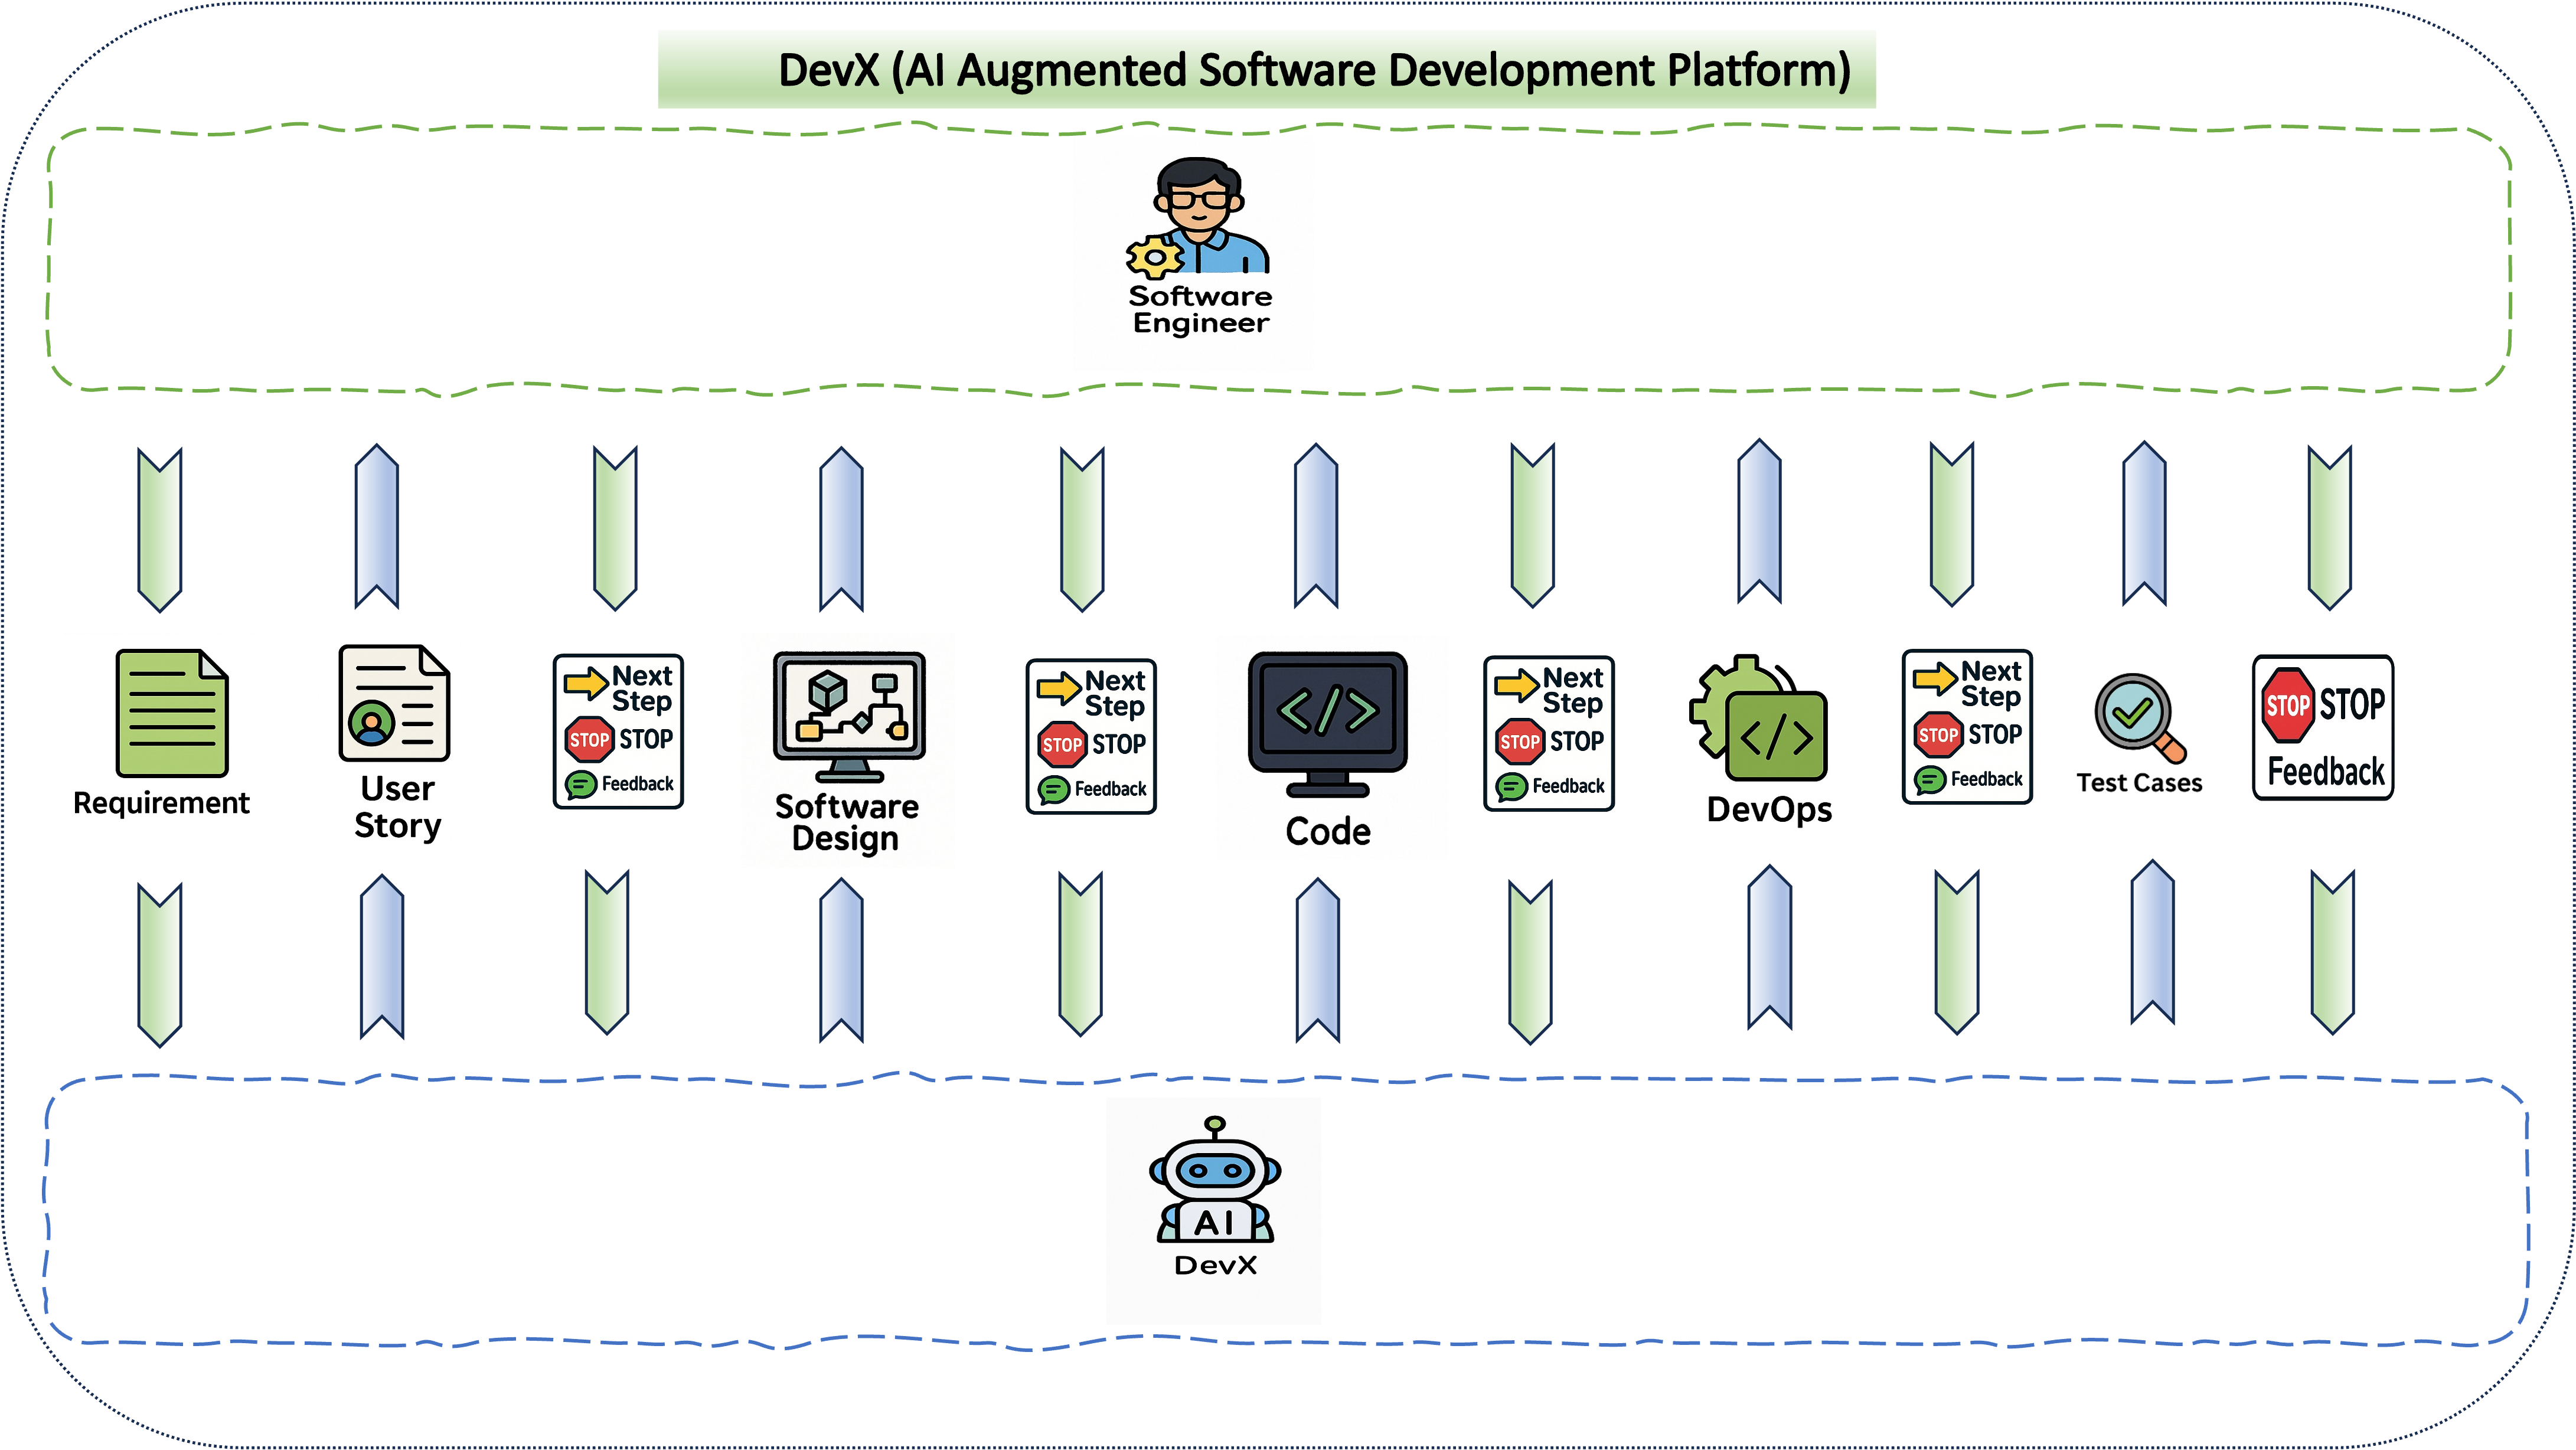 DevX (AI Augmented Software Development Platform)
Software
Engineer
Requirement
User
Story
Next
Step
STOP STOP
Feedback
Software
Design
Next
Step
STOP STOP
Feedback
Code
Next
Step
STOP STOP
Feedback
DevOps
Next
Step
STOP STOP
Feedback
Test Cases
STOP STOP
Feedback
AI
DevX